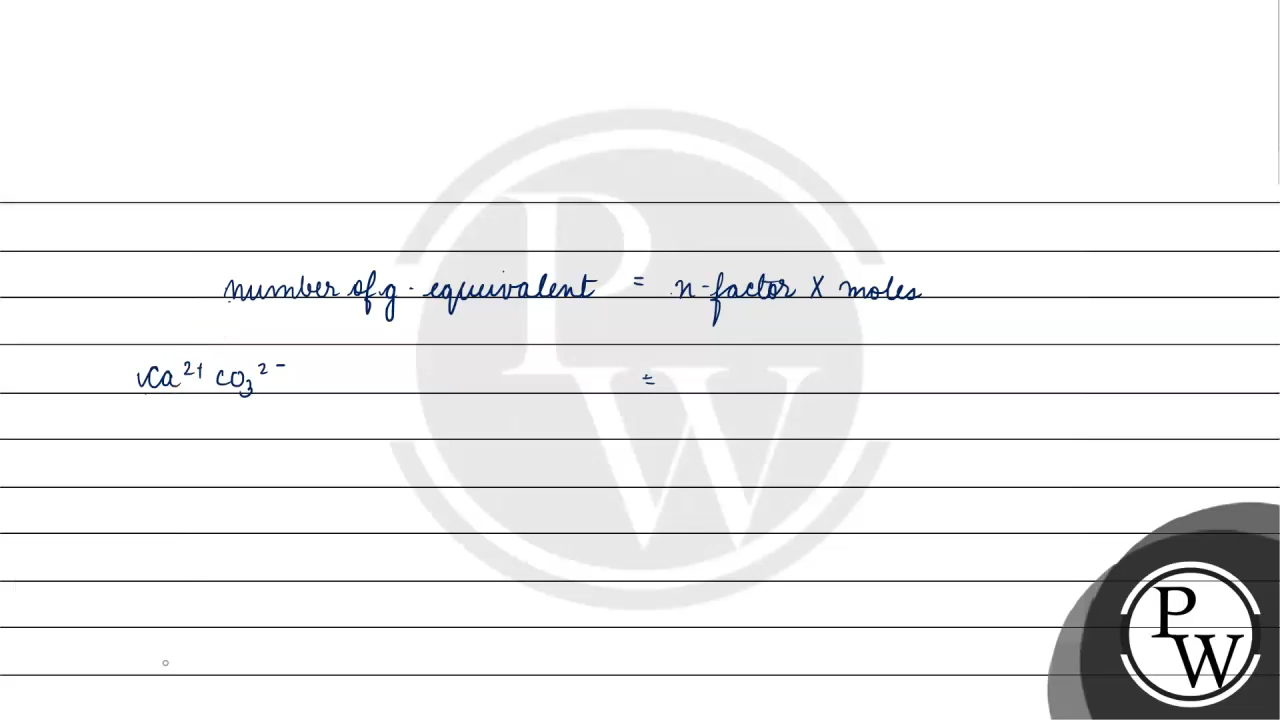 number of g. equivalent = n-factor X moles
Ca²⁺ CO₃²⁻ =
P
W
P
W